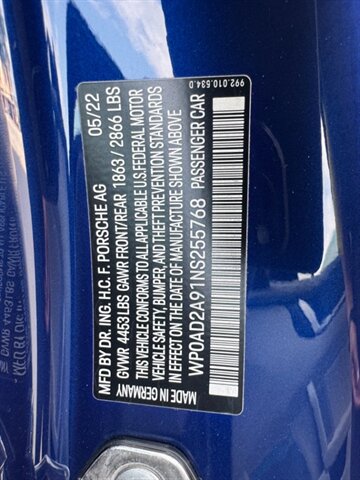 992.010.534.0
MFD BY DR. ING. H.C. F. PORSCHE AG 05/22
GVWR 4453 LBS GAWR FRONT/REAR 1863/ 2866 LBS
THIS VEHICLE CONFORMS TO ALL APPLICABLE U.S.FEDERAL MOTOR
VEHICLE SAFETY, BUMPER, AND THEFT PREVENTION STANDARDS
IN EFFECT ON THE DATE OF MANUFACTURE SHOWN ABOVE.
WP0AD2A91NS255768 PASSENGER CAR
MADE IN GERMANY